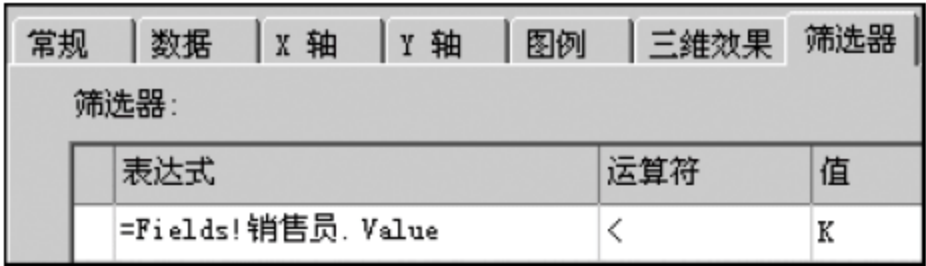 常规 数据 X 轴 Y 轴 图例 三维效果 筛选器
筛选器:
表达式 运算符 值
=Fields!销售员.Value < K